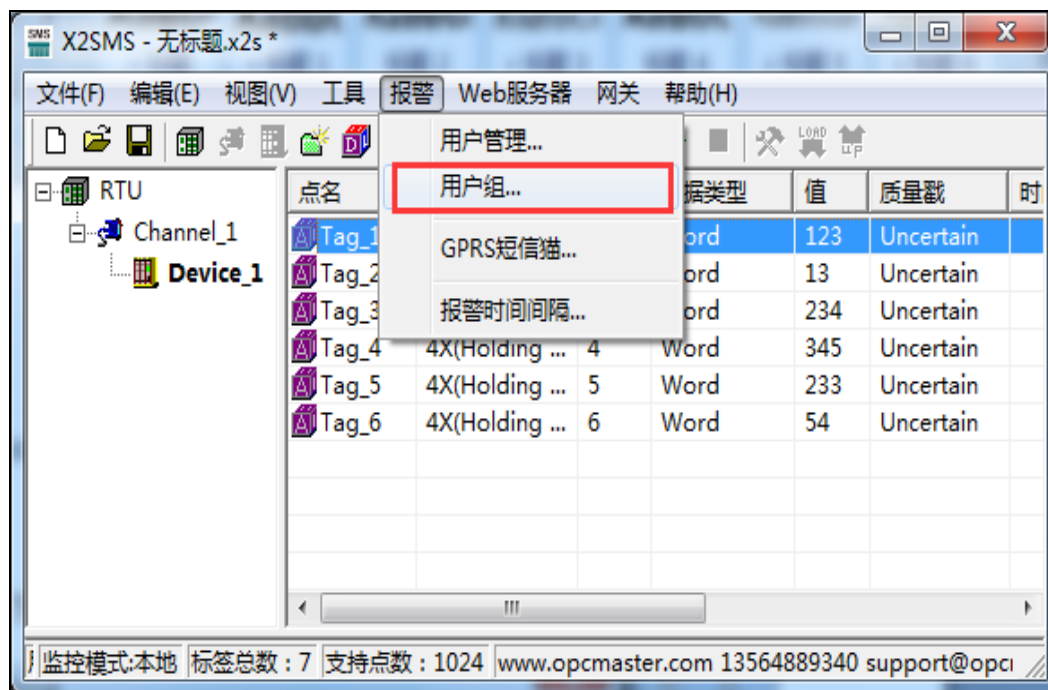 SMS X2SMS - 无标题.x2s *
文件(F) 编辑(E) 视图(V) 工具 报警 Web服务器 网关 帮助(H)
LOAD UP
用户管理...
用户组...
GPRS短信猫...
报警时间间隔...
RTU
Channel_1
Device_1
点名 据类型 值 质量戳 时
Tag_1 ord 123 Uncertain
Tag_2 ord 13 Uncertain
Tag_3 ord 234 Uncertain
Tag_4 4X(Holding ... 4 Word 345 Uncertain
Tag_5 4X(Holding ... 5 Word 233 Uncertain
Tag_6 4X(Holding ... 6 Word 54 Uncertain
监控模式:本地 标签总数：7 支持点数：1024 www.opcmaster.com 13564889340 support@opc